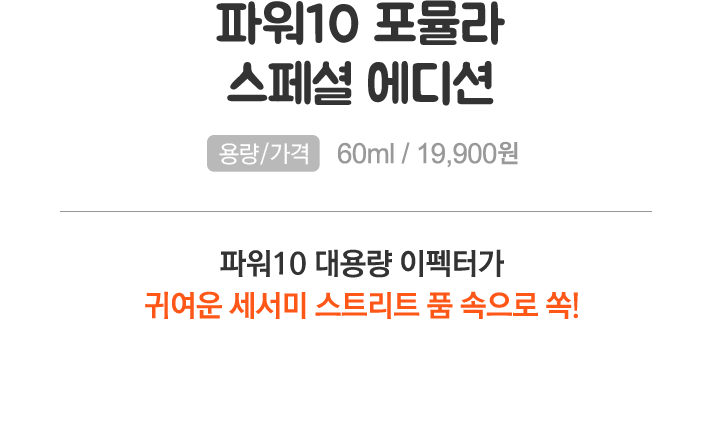 파워10 포뮬라
스페셜 에디션
용량/가격 60ml / 19,900원
파워10 대용량 이펙터가
귀여운 세서미 스트리트 품 속으로 쏙!